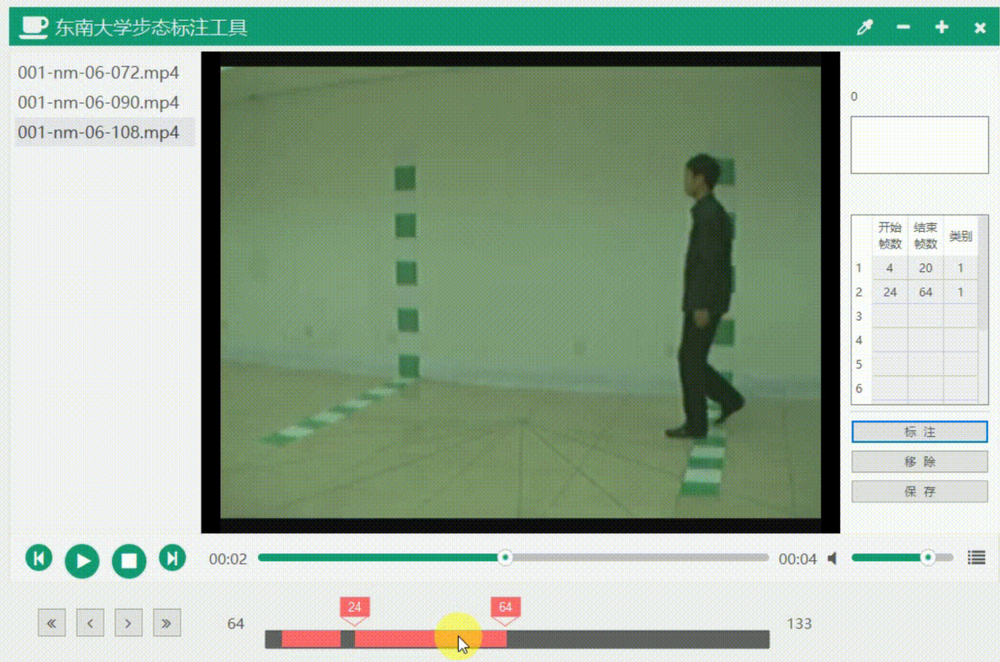 东南大学步态标注工具
001-nm-06-072.mp4
001-nm-06-090.mp4
001-nm-06-108.mp4
0
开始帧数 结束帧数 类别
1 4 20 1
2 24 64 1
3
4
5
6
标 注
移 除
保 存
00:02 00:04
24 64
64 133